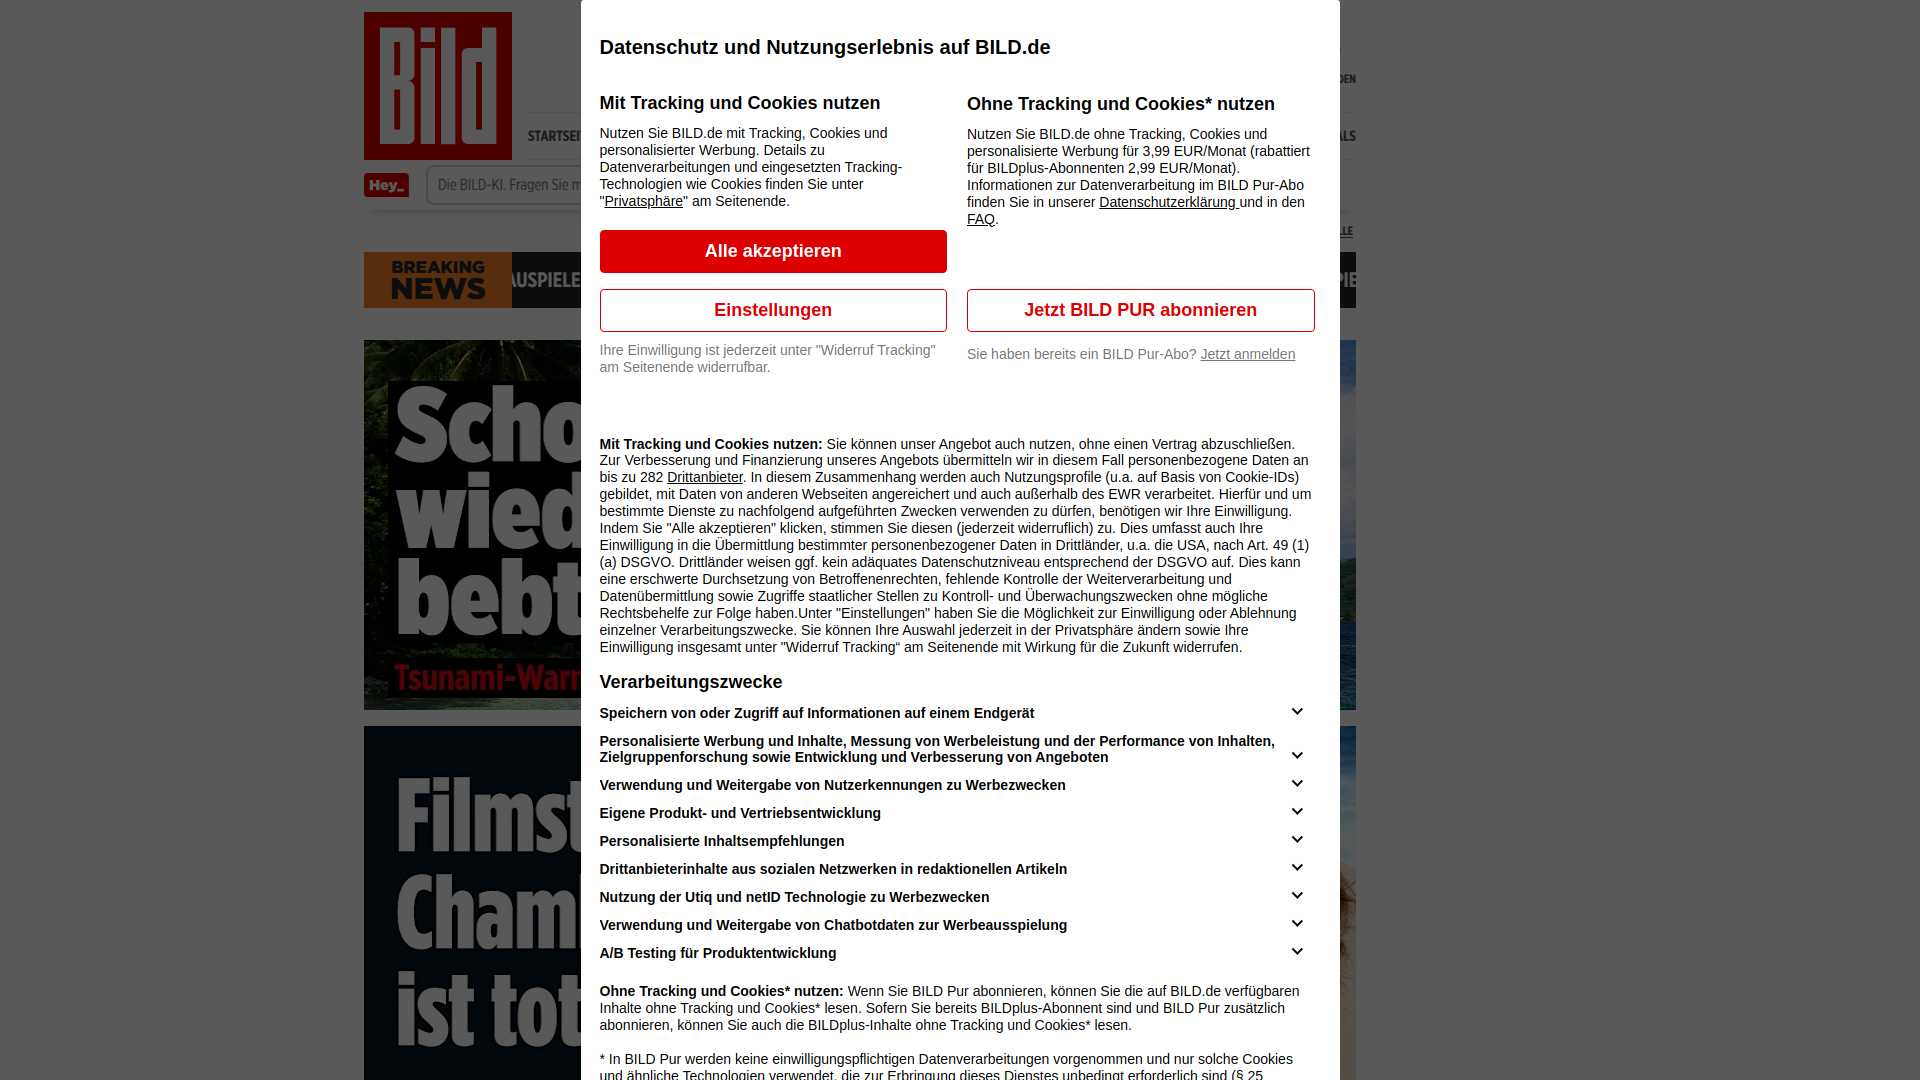 Bild
STARTSEI
Hey_
Die BILD-KI. Fragen Sie m
BREAKING
NEWS
AUSPIELE
Scho
wied
bebt
Tsunami-Warn
Filmst
Cham
ist tot
Datenschutz und Nutzungserlebnis auf BILD.de
Mit Tracking und Cookies nutzen
Nutzen Sie BILD.de mit Tracking, Cookies und
personalisierter Werbung. Details zu
Datenverarbeitungen und eingesetzten Tracking-
Technologien wie Cookies finden Sie unter
"Privatsphäre" am Seitenende.
Alle akzeptieren
Einstellungen
Ihre Einwilligung ist jederzeit unter "Widerruf Tracking"
am Seitenende widerrufbar.
Ohne Tracking und Cookies* nutzen
Nutzen Sie BILD.de ohne Tracking, Cookies und
personalisierte Werbung für 3,99 EUR/Monat (rabattiert
für BILDplus-Abonnenten 2,99 EUR/Monat).
Informationen zur Datenverarbeitung im BILD Pur-Abo
finden Sie in unserer Datenschutzerklärung und in den
FAQ.
Jetzt BILD PUR abonnieren
Sie haben bereits ein BILD Pur-Abo? Jetzt anmelden
Mit Tracking und Cookies nutzen: Sie können unser Angebot auch nutzen, ohne einen Vertrag abzuschließen.
Zur Verbesserung und Finanzierung unseres Angebots übermitteln wir in diesem Fall personenbezogene Daten an
bis zu 282 Drittanbieter. In diesem Zusammenhang werden auch Nutzungsprofile (u.a. auf Basis von Cookie-IDs)
gebildet, mit Daten von anderen Webseiten angereichert und auch außerhalb des EWR verarbeitet. Hierfür und um
bestimmte Dienste zu nachfolgend aufgeführten Zwecken verwenden zu dürfen, benötigen wir Ihre Einwilligung.
Indem Sie "Alle akzeptieren" klicken, stimmen Sie diesen (jederzeit widerruflich) zu. Dies umfasst auch Ihre
Einwilligung in die Übermittlung bestimmter personenbezogener Daten in Drittländer, u.a. die USA, nach Art. 49 (1)
(a) DSGVO. Drittländer weisen ggf. kein adäquates Datenschutzniveau entsprechend der DSGVO auf. Dies kann
eine erschwerte Durchsetzung von Betroffenenrechten, fehlende Kontrolle der Weiterverarbeitung und
Datenübermittlung sowie Zugriffe staatlicher Stellen zu Kontroll- und Überwachungszwecken ohne mögliche
Rechtsbehelfe zur Folge haben.Unter "Einstellungen" haben Sie die Möglichkeit zur Einwilligung oder Ablehnung
einzelner Verarbeitungszwecke. Sie können Ihre Auswahl jederzeit in der Privatsphäre ändern sowie Ihre
Einwilligung insgesamt unter "Widerruf Tracking“ am Seitenende mit Wirkung für die Zukunft widerrufen.
Verarbeitungszwecke
Speichern von oder Zugriff auf Informationen auf einem Endgerät
Personalisierte Werbung und Inhalte, Messung von Werbeleistung und der Performance von Inhalten,
Zielgruppenforschung sowie Entwicklung und Verbesserung von Angeboten
Verwendung und Weitergabe von Nutzerkennungen zu Werbezwecken
Eigene Produkt- und Vertriebsentwicklung
Personalisierte Inhaltsempfehlungen
Drittanbieterinhalte aus sozialen Netzwerken in redaktionellen Artikeln
Nutzung der Utiq und netID Technologie zu Werbezwecken
Verwendung und Weitergabe von Chatbotdaten zur Werbeausspielung
A/B Testing für Produktentwicklung
Ohne Tracking und Cookies* nutzen: Wenn Sie BILD Pur abonnieren, können Sie die auf BILD.de verfügbaren
Inhalte ohne Tracking und Cookies* lesen. Sofern Sie bereits BILDplus-Abonnent sind und BILD Pur zusätzlich
abonnieren, können Sie auch die BILDplus-Inhalte ohne Tracking und Cookies* lesen.
* In BILD Pur werden keine einwilligungspflichtigen Datenverarbeitungen vorgenommen und nur solche Cookies
und ähnliche Technologien verwendet, die zur Erbringung dieses Dienstes unbedingt erforderlich sind (§ 25
DEN
ALS
LLE
PIE